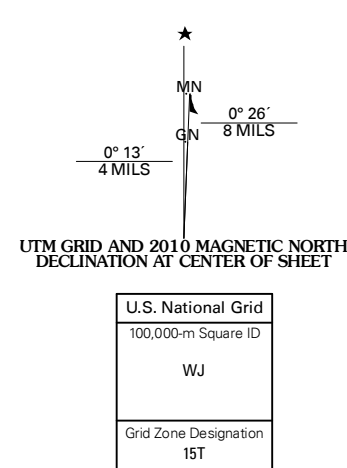 MN
0° 26´
8 MILS
GN
0° 13´
4 MILS
UTM GRID AND 2010 MAGNETIC NORTH
DECLINATION AT CENTER OF SHEET
U.S. National Grid
100,000-m Square ID
WJ
Grid Zone Designation
15T